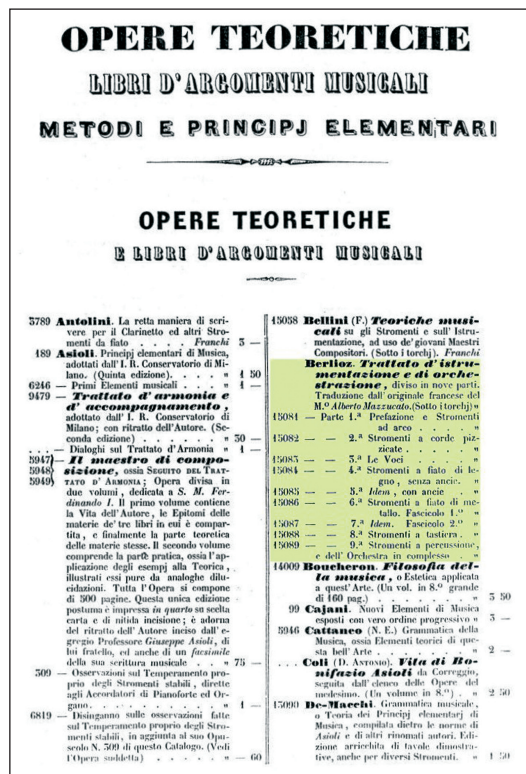 OPERE TEORETICHE
LIBRI D'ARGOMENTI MUSICALI
METODI E PRINCIPJ ELEMENTARI
OPERE TEORETICHE
E LIBRI D'ARGOMENTI MUSICALI
3789 Antolini. La retta maniera di scri-
vere per il Clarinetto ed altri Stro-
menti da fiato . . . . Franchi 3 —
489 Asioli. Principj elementari di Musica,
adottati dall'I. R. Conservatorio di Mi-
lano. (Quinta edizione). . . . » 1 50
6246 — Primi Elementi musicali . . » 1 —
9479 — Trattato d'armonia e
d'accompagnamento,
adottato dall'I. R. Conservatorio di
Milano; con ritratto dell'Autore. (Se-
conda edizione) . . . . . » 30 —
. . . — Dialoghi sul Trattato d'Armonia » 4 —
5947) — Il maestro di compo-
5948} sizione, ossia SEGUITO DEL TRAT-
5949) TATO D'ARMONIA; Opera divisa in
due volumi, dedicata a S. M. Fer-
dinando I. Il primo volume contiene
la Vita dell'Autore, le Epitomi delle
materie de' tre libri in cui è compar-
tita, e finalmente la parte teoretica
delle materie stesse. Il secondo volume
comprende la parte pratica, ossia l'ap-
plicazione degli esempj alla Teorica,
illustrati essi pure da analoghe dilu-
cidazioni. Tutta l'Opera si compone
di 500 pagine. Questa unica edizione
postuma è impressa in quarto su scelta
carta e di nitida incisione; è adorna
del ritratto dell'Autore inciso dall'e-
gregio Professore Giuseppe Asioli, di
lui fratello, ed anche di un facsimile
della sua scrittura musicale . . » 75 —
309 — Osservazioni sul Temperamento pro-
prio degli Stromenti stabili, dirette
agli Accordatori di Pianoforte ed Or-
gano. . . . . . . . » 1 —
6819 — Disinganno sulle osservazioni fatte
sul Temperamento proprio degli Stro-
menti stabili, in aggiunta al suo Opu-
scolo N. 309 di questo Catalogo. (Vedi
l'Opera suddetta) . . . . . » — 60
15058 Bellini (F.) Teoriche musi-
cali su gli Stromenti e sull'Istru-
mentazione, ad uso de' giovani Maestri
Compositori. (Sotto i torchj). Franchi
Berlioz. Trattato d'istru-
mentazione e di orche-
strazione, diviso in nove parti.
Traduzione dall'originale francese del
M.º Alberto Mazzucato. (Sotto i torchj) »
15081 — Parte 1.ª Prefazione e Stromenti
ad arco . . . . . »
15082 — — 2.ª Stromenti a corde piz-
zicate . . . . . »
15083 — — 3.ª Le Voci . . . . »
15084 — — 4.ª Stromenti a fiato di le-
gno, senza ancie. . . »
15085 — — 5.ª Idem, con ancie . »
15086 — — 6.ª Stromenti a fiato di me-
tallo. Fascicolo 1.º »
15087 — — 7.ª Idem. Fascicolo 2.º »
15088 — — 8.ª Stromenti a tastiera. »
15089 — — 9.ª Stromenti a percussione,
e dell'Orchestra in complesso . »
14009 Boucheron. Filosofia del-
la musica, o Estetica applicata
a quest'Arte. (Un vol. in 8.º grande
di 160 pag.) . . . . . » 3 50
99 Cajani. Nuovi Elementi di Musica
esposti con vero ordine progressivo » 3 —
5946 Cattaneo (N. E.) Grammatica della
Musica, ossia Elementi teorici di que-
sta bell'Arte . . . . . » 2 —
. . . Coli (D. ANTONIO). Vita di Bo-
nifazio Asioli da Correggio,
seguita dall'elenco delle Opere del
medesimo. (Un volume in 8.º) . » 2 50
15090 De-Macchi. Grammatica musicale,
o Teoria dei Principj elementarj di
Musica, compilata dietro le norme di
Asioli e di altri rinomati autori. Edi-
zione arricchita di tavole dimostra-
tive, anche per diversi Stromenti. » 1 50